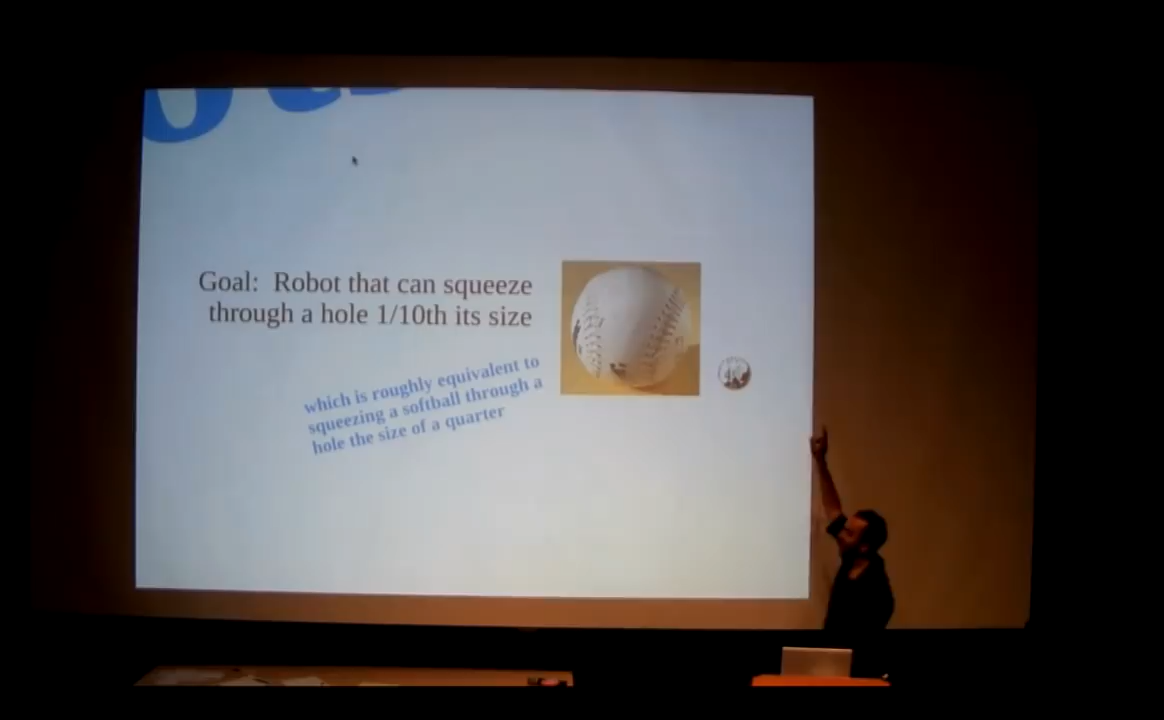 Goal: Robot that can squeeze
through a hole 1/10th its size
which is roughly equivalent to
squeezing a softball through a
hole the size of a quarter